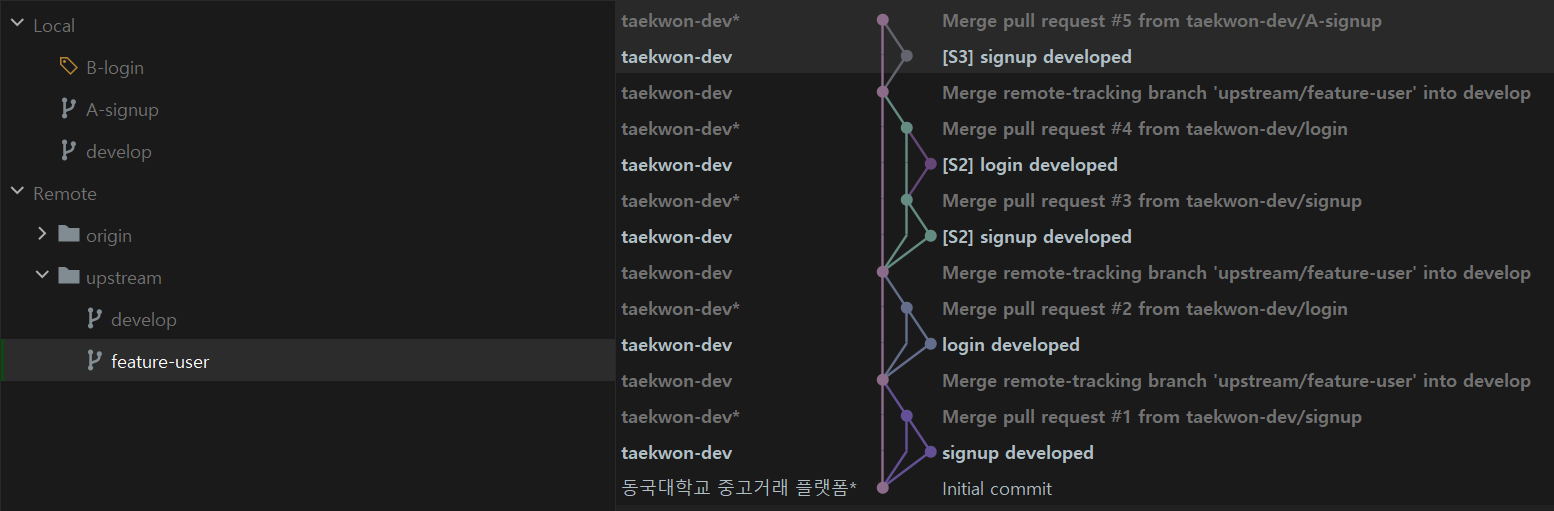 Local
B-login
A-signup
develop
Remote
origin
upstream
develop
feature-user
taekwon-dev* Merge pull request #5 from taekwon-dev/A-signup
taekwon-dev [S3] signup developed
taekwon-dev Merge remote-tracking branch 'upstream/feature-user' into develop
taekwon-dev* Merge pull request #4 from taekwon-dev/login
taekwon-dev [S2] login developed
taekwon-dev* Merge pull request #3 from taekwon-dev/signup
taekwon-dev [S2] signup developed
taekwon-dev Merge remote-tracking branch 'upstream/feature-user' into develop
taekwon-dev* Merge pull request #2 from taekwon-dev/login
taekwon-dev login developed
taekwon-dev Merge remote-tracking branch 'upstream/feature-user' into develop
taekwon-dev* Merge pull request #1 from taekwon-dev/signup
taekwon-dev signup developed
동국대학교 중고거래 플랫폼* Initial commit